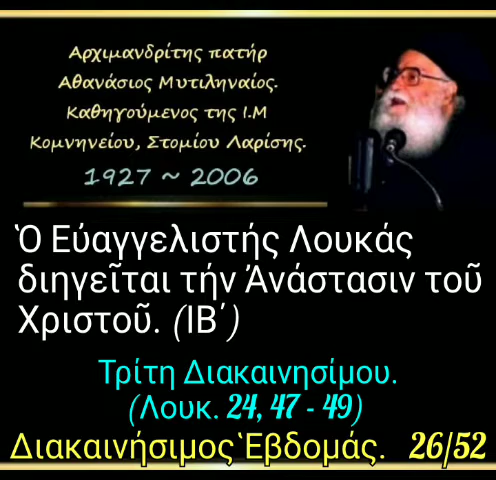 Αρχιμανδρίτης πατήρ
Αθανάσιος Μυτιληναίος.
Καθηγούμενος της Ι.Μ
Κομνηνείου, Στομίου Λαρίσης.
1927 ~ 2006
Ὁ Εὐαγγελιστής Λουκάς
διηγεῖται τήν Ἀνάστασιν τοῦ
Χριστοῦ. (ΙΒ΄)
Τρίτη Διακαινησίμου.
(Λουκ. 24, 47 - 49)
Διακαινήσιμος Ἑβδομάς. 26/52